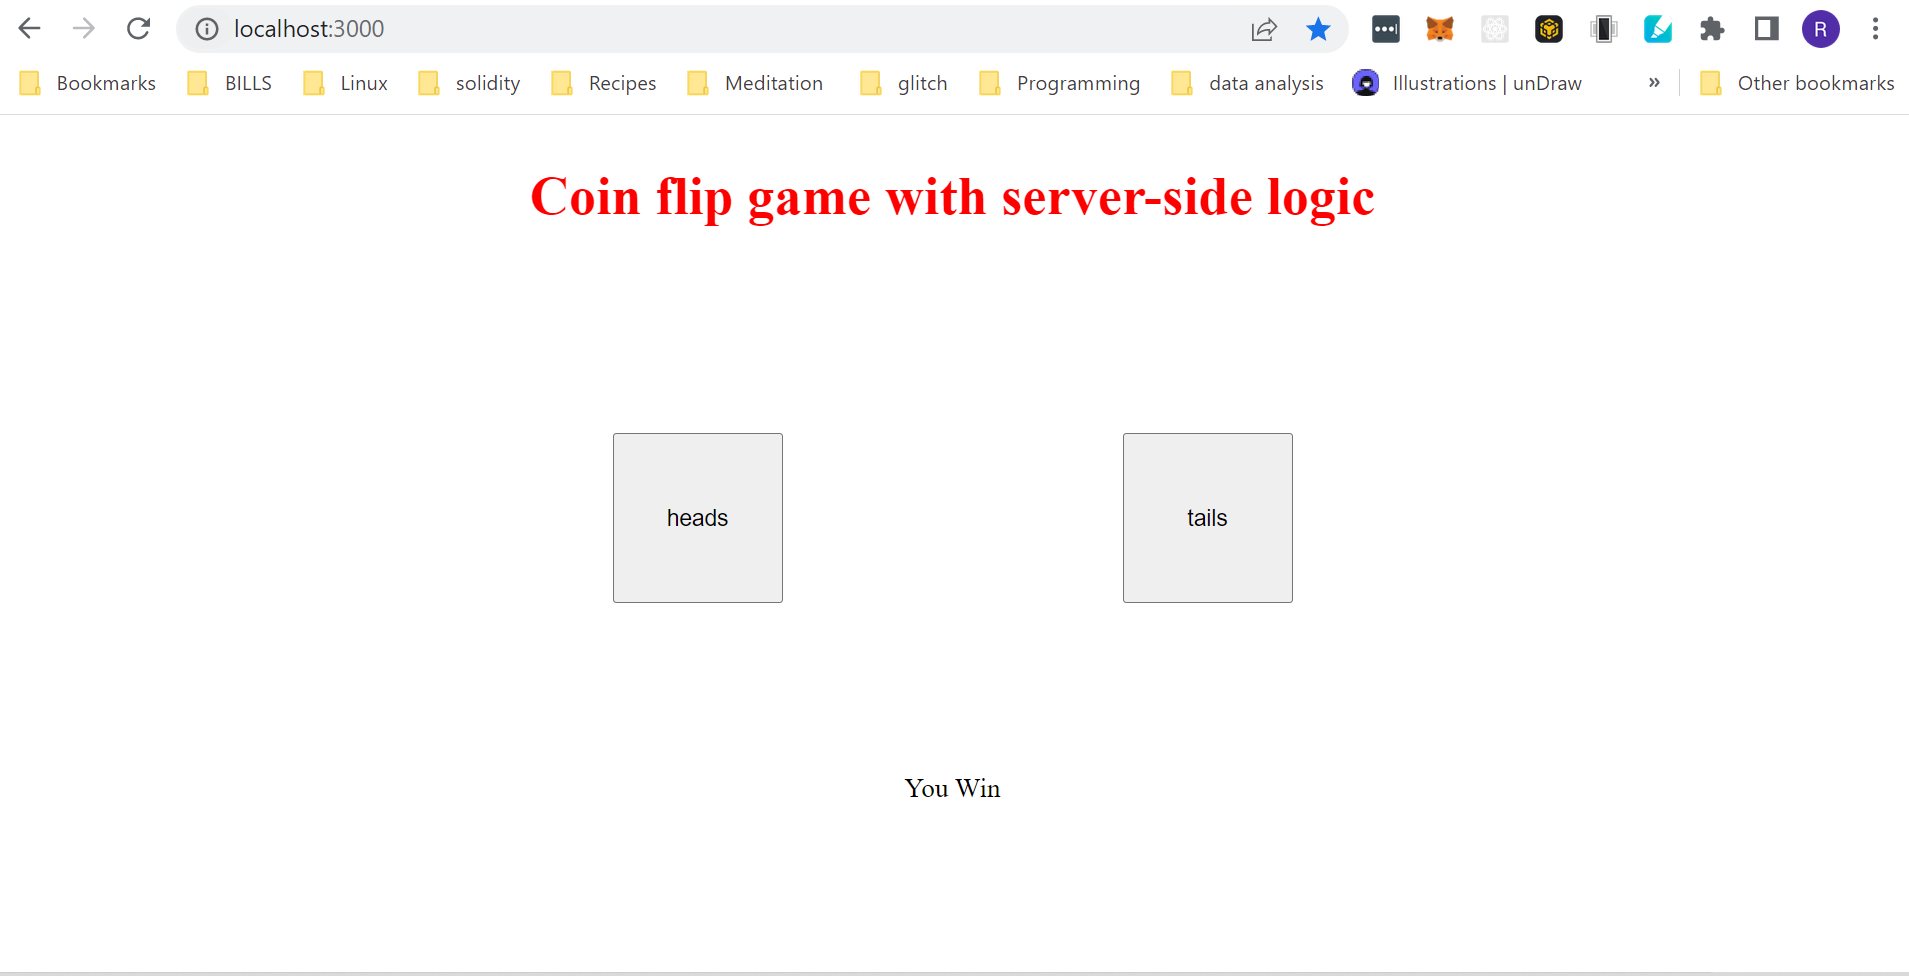 localhost:3000
R
Bookmarks BILLS Linux solidity Recipes Meditation glitch Programming data analysis Illustrations | unDraw » Other bookmarks
Coin flip game with server-side logic
heads tails
You Win